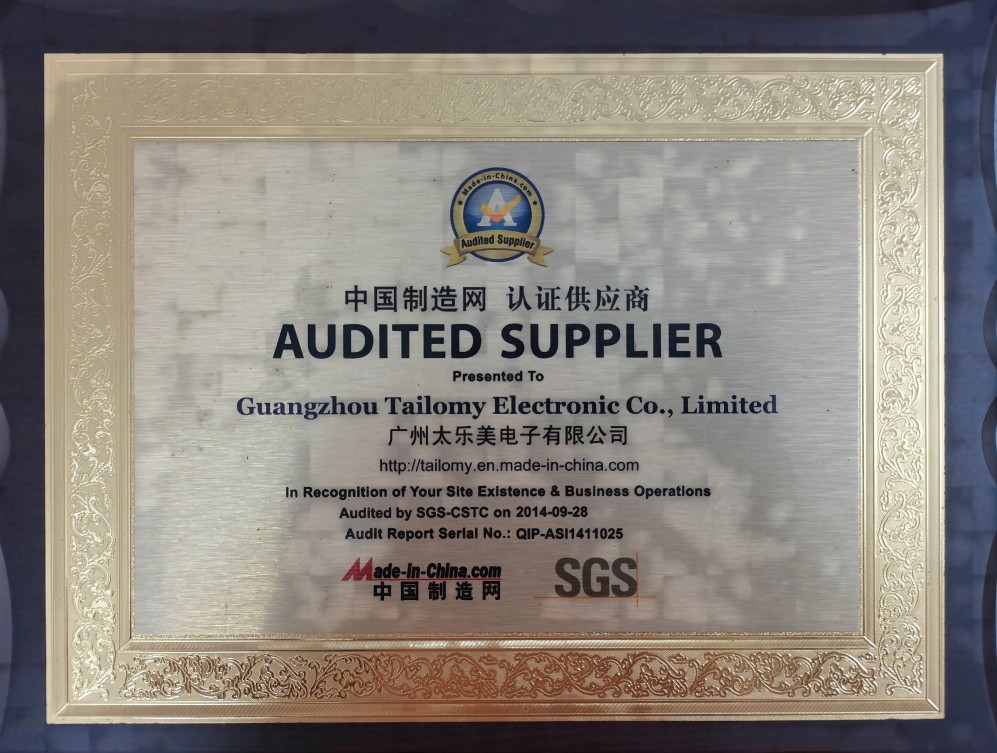 Made-in-China.com
A
Audited Supplier
中国制造网 认证供应商
AUDITED SUPPLIER
Presented To
Guangzhou Tailomy Electronic Co., Limited
广州太乐美电子有限公司
http://tailomy.en.made-in-china.com
In Recognition of Your Site Existence & Business Operations
Audited by SGS-CSTC on 2014-09-28
Audit Report Serial No.: QIP-ASI1411025
Made-in-China.com
中国制造网
SGS